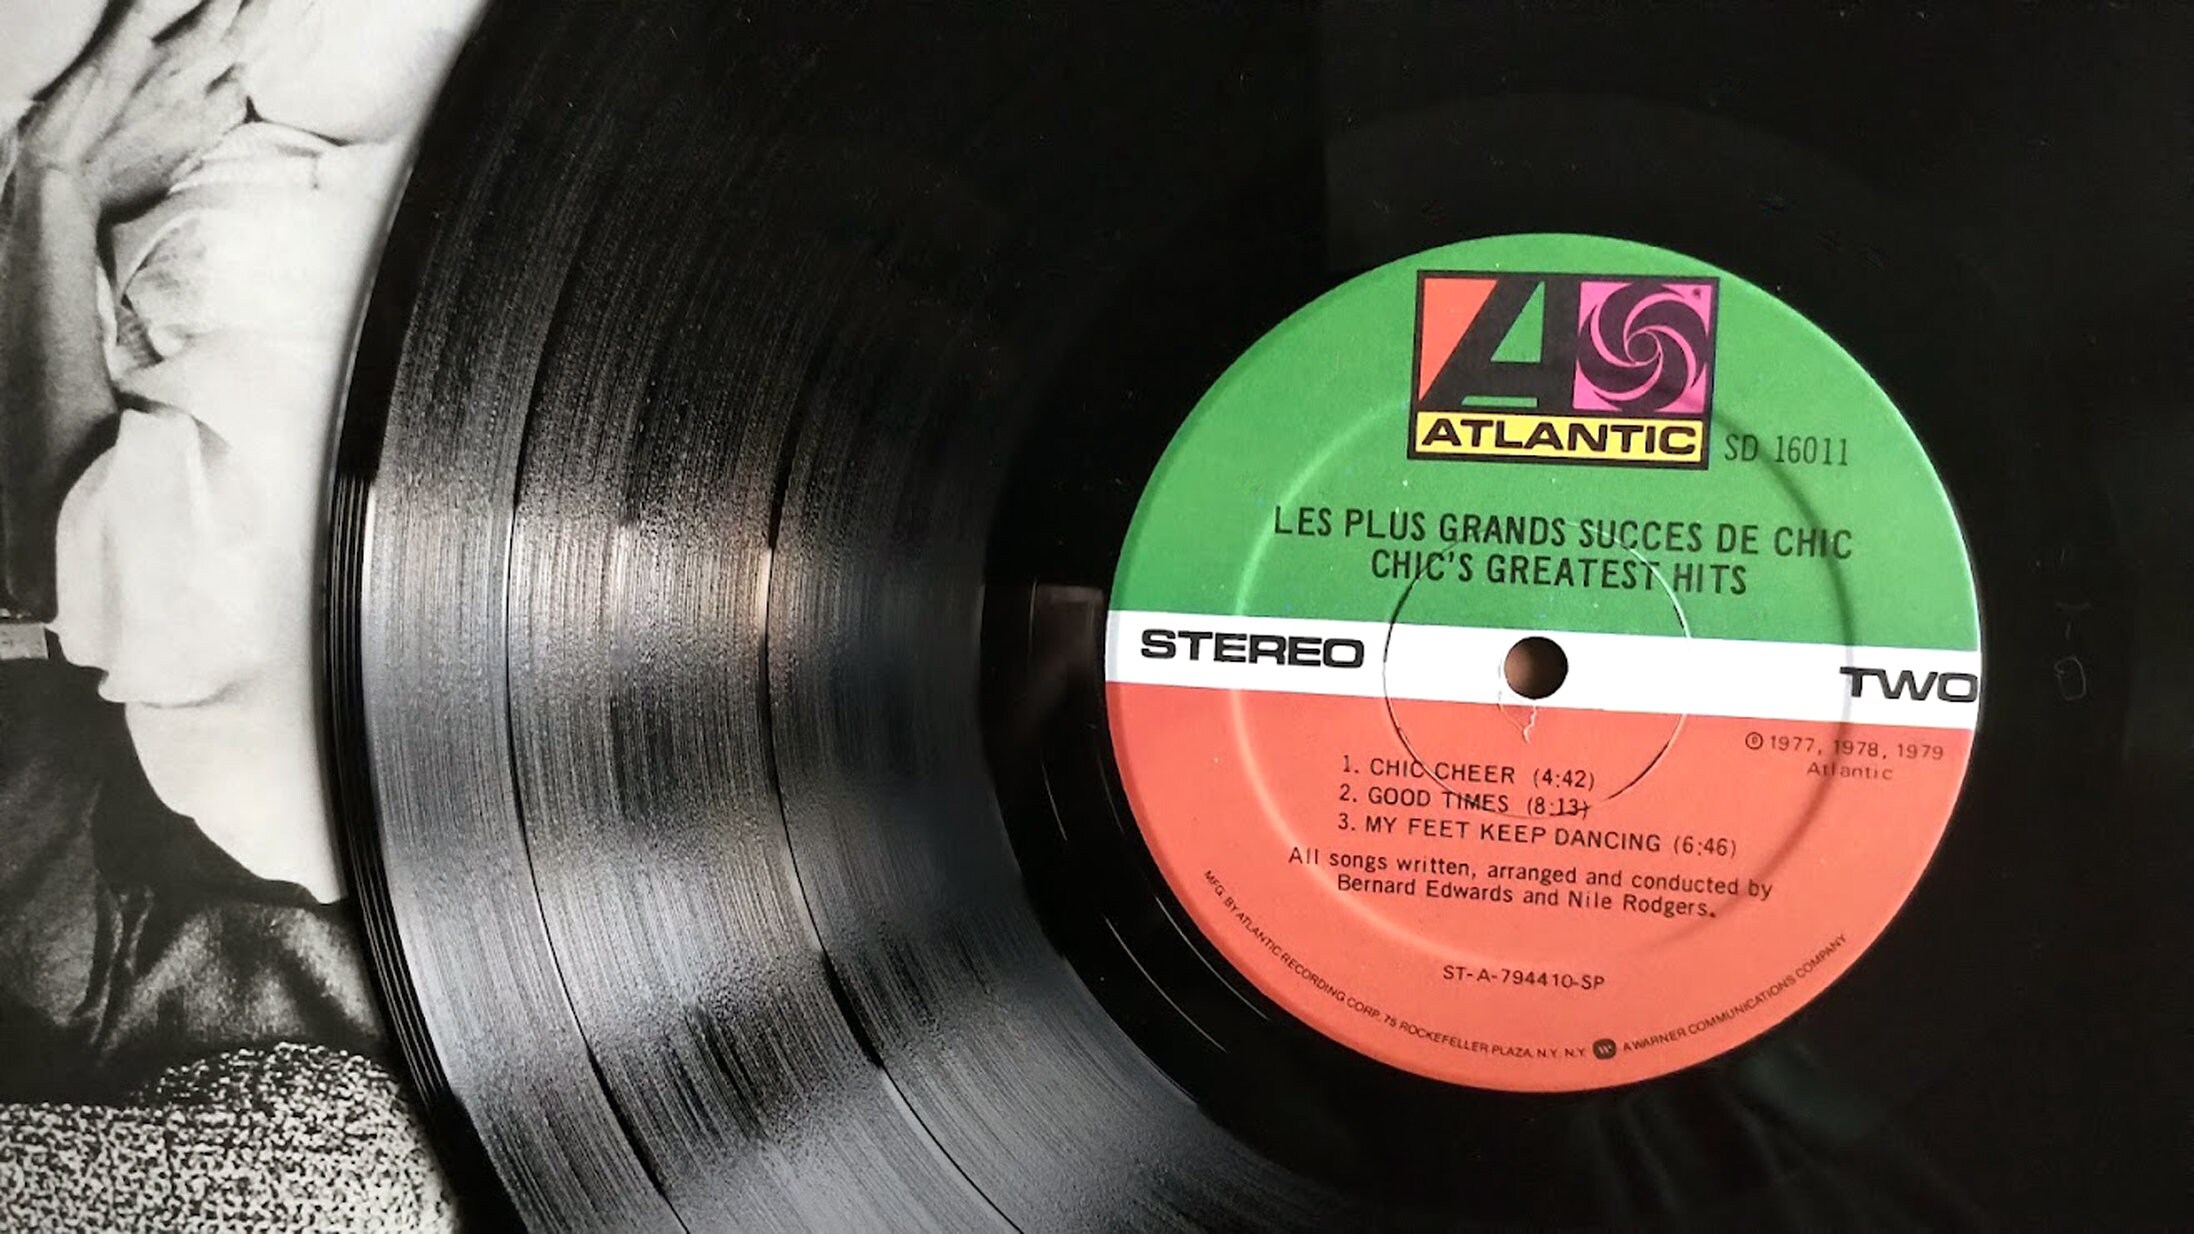 ATLANTIC
SD 16011
LES PLUS GRANDS SUCCES DE CHIC
CHIC'S GREATEST HITS
STEREO
TWO
℗ 1977, 1978, 1979
Atlantic
1. CHIC CHEER (4:42)
2. GOOD TIMES (8:13)
3. MY FEET KEEP DANCING (6:46)
All songs written, arranged and conducted by
Bernard Edwards and Nile Rodgers.
ST-A-794410-SP
MFG. BY ATLANTIC RECORDING CORP., 75 ROCKEFELLER PLAZA, N.Y. N.Y. A WARNER COMMUNICATIONS COMPANY